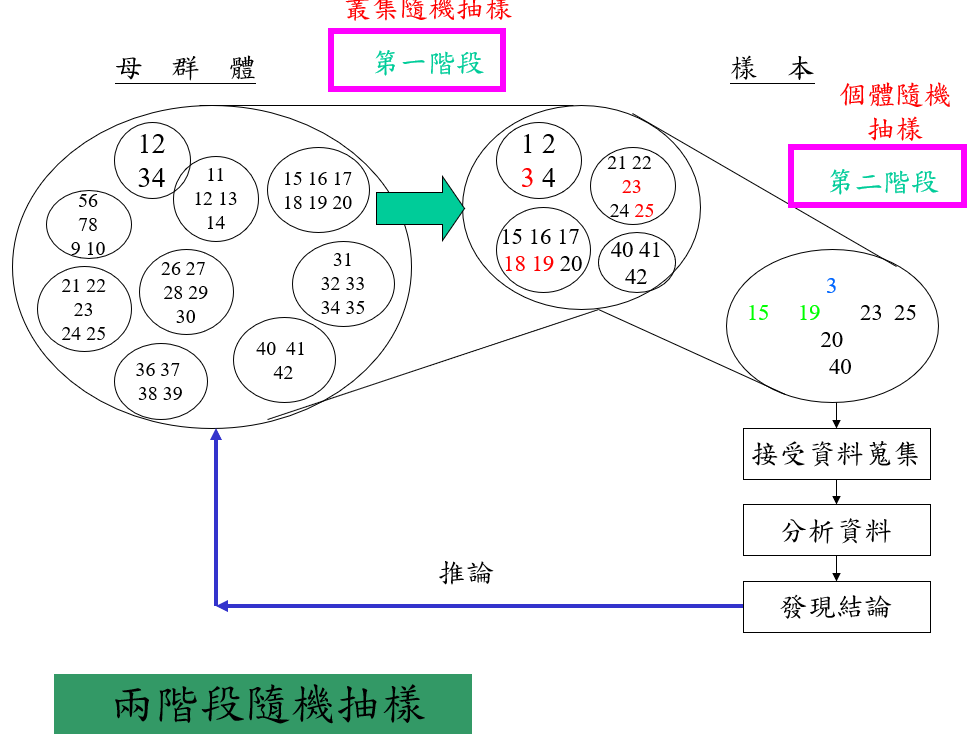 叢集隨機抽樣
第一階段
母 群 體
樣 本
個體隨機
抽樣
第二階段
12
34
11
12 13
14
15 16 17
18 19 20
56
78
9 10
26 27
28 29
30
31
32 33
34 35
21 22
23
24 25
36 37
38 39
40 41
42
1 2
3 4
21 22
23
24 25
15 16 17
18 19 20
40 41
42
3
15 19 23 25
20
40
接受資料蒐集
分析資料
發現結論
推論
兩階段隨機抽樣